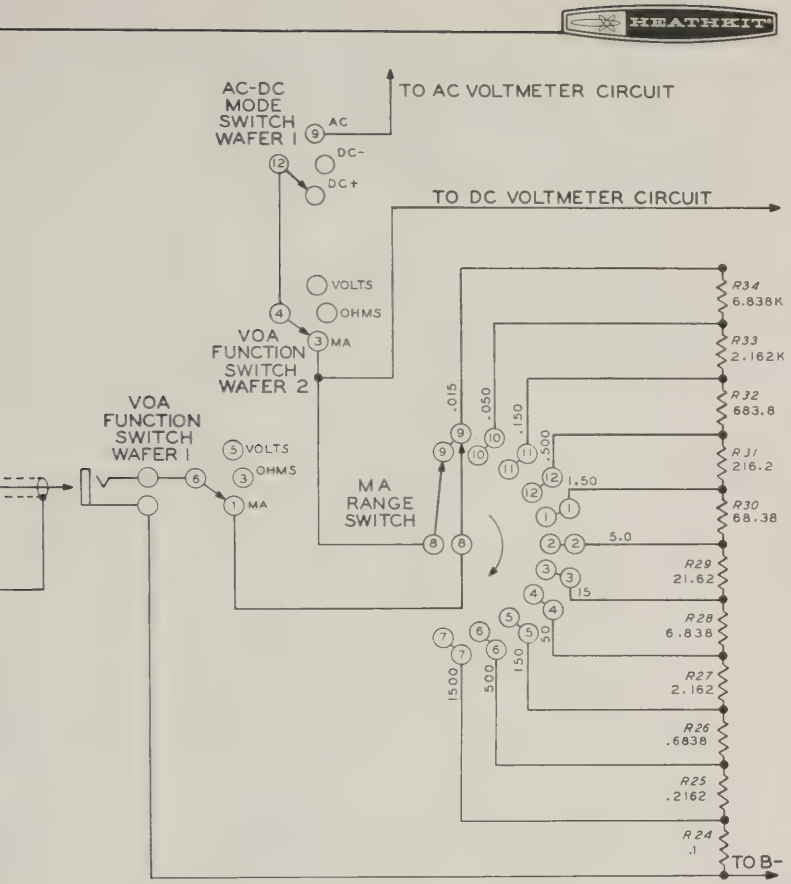 HEATHKIT®
AC-DC
MODE
SWITCH
WAFER 1
9
AC
TO AC VOLTMETER CIRCUIT
12
DC-
DC+
TO DC VOLTMETER CIRCUIT
VOLTS
4
OHMS
3
MA
VOA
FUNCTION
SWITCH
WAFER 2
VOA
FUNCTION
SWITCH
WAFER 1
5
VOLTS
6
3
OHMS
1
MA
MA
RANGE
SWITCH
8
8
.015
9
9
.050
10
10
.150
11
11
.500
12
12
1.50
1
1
2
2
5.0
3
3
15
4
4
50
5
5
150
6
6
500
7
7
1500
R34
6.838K
R33
2.162K
R32
683.8
R31
216.2
R30
68.38
R29
21.62
R28
6.838
R27
2.162
R26
.6838
R25
.2162
R24
.1
TO B-